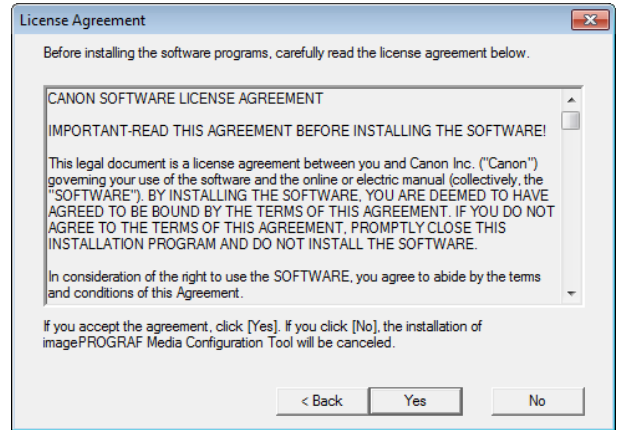 License Agreement
Before installing the software programs, carefully read the license agreement below.
CANON SOFTWARE LICENSE AGREEMENT
IMPORTANT-READ THIS AGREEMENT BEFORE INSTALLING THE SOFTWARE!
This legal document is a license agreement between you and Canon Inc. ("Canon")
governing your use of the software and the online or electric manual (collectively, the
"SOFTWARE"). BY INSTALLING THE SOFTWARE, YOU ARE DEEMED TO HAVE
AGREED TO BE BOUND BY THE TERMS OF THIS AGREEMENT. IF YOU DO NOT
AGREE TO THE TERMS OF THIS AGREEMENT, PROMPTLY CLOSE THIS
INSTALLATION PROGRAM AND DO NOT INSTALL THE SOFTWARE.
In consideration of the right to use the SOFTWARE, you agree to abide by the terms
and conditions of this Agreement.
If you accept the agreement, click [Yes]. If you click [No], the installation of
imagePROGRAF Media Configuration Tool will be canceled.
< Back Yes No